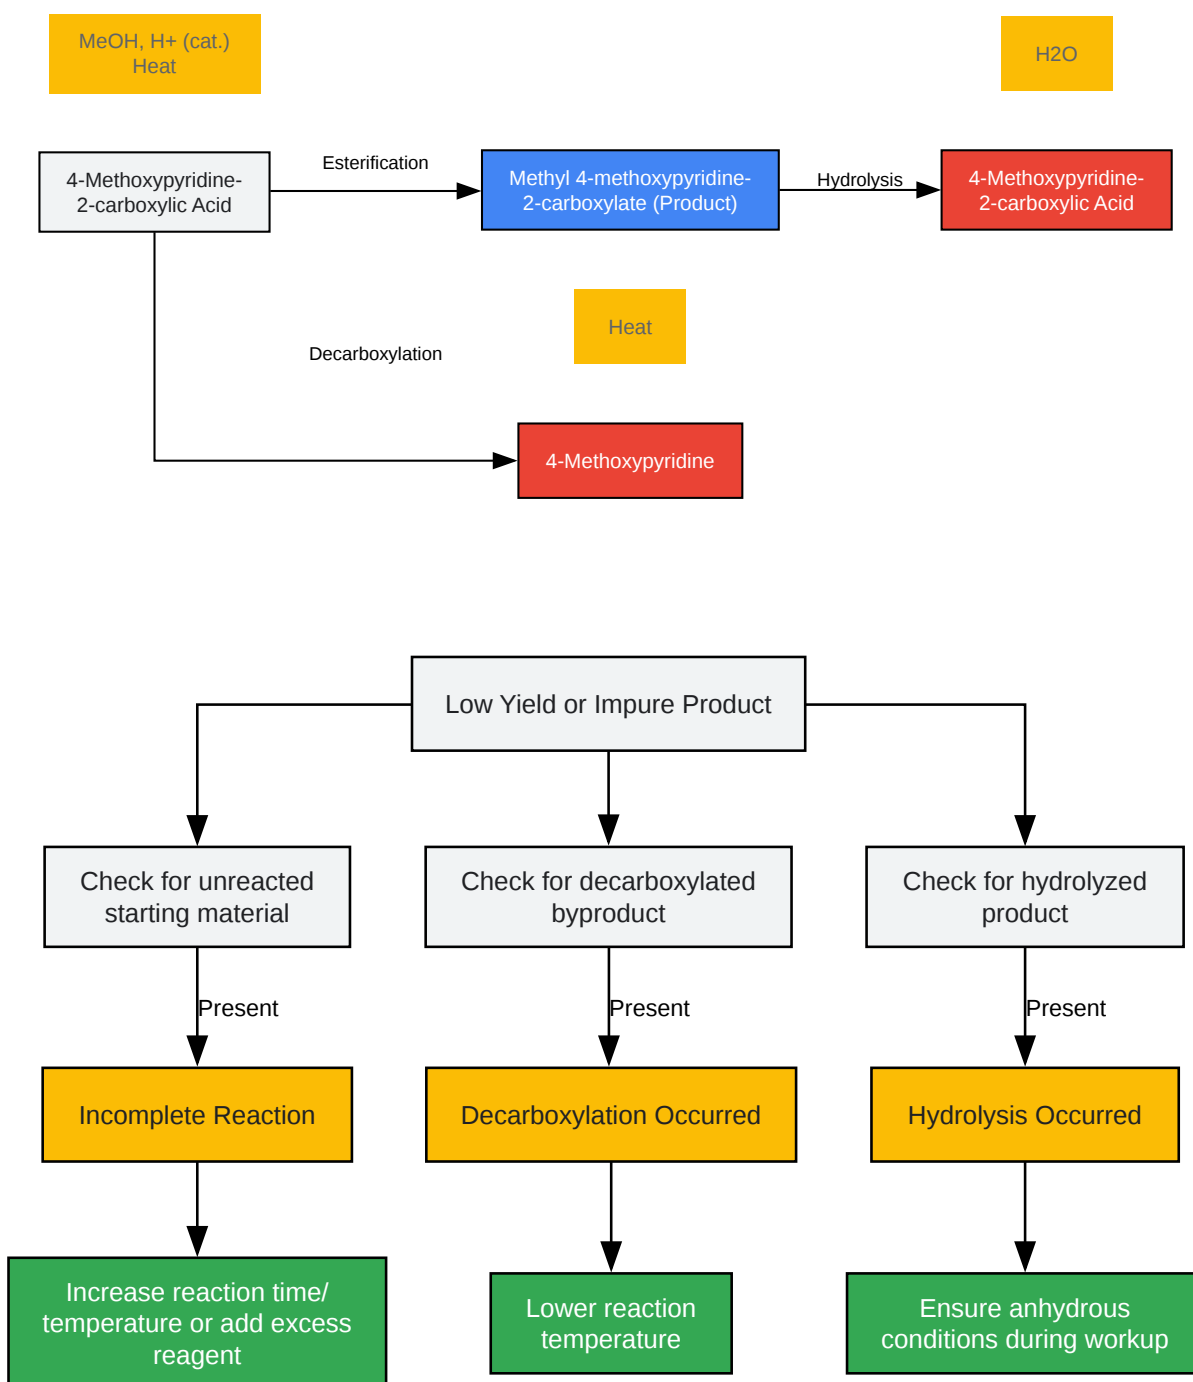 MeOH, H+ (cat.)
Heat
H2O
4-Methoxypyridine-
2-carboxylic Acid
Esterification
Methyl 4-methoxypyridine-
2-carboxylate (Product)
Hydrolysis
4-Methoxypyridine-
2-carboxylic Acid
Heat
Decarboxylation
4-Methoxypyridine
Low Yield or Impure Product
Check for unreacted
starting material
Check for decarboxylated
byproduct
Check for hydrolyzed
product
Present
Present
Present
Incomplete Reaction
Decarboxylation Occurred
Hydrolysis Occurred
Increase reaction time/
temperature or add excess
reagent
Lower reaction
temperature
Ensure anhydrous
conditions during workup